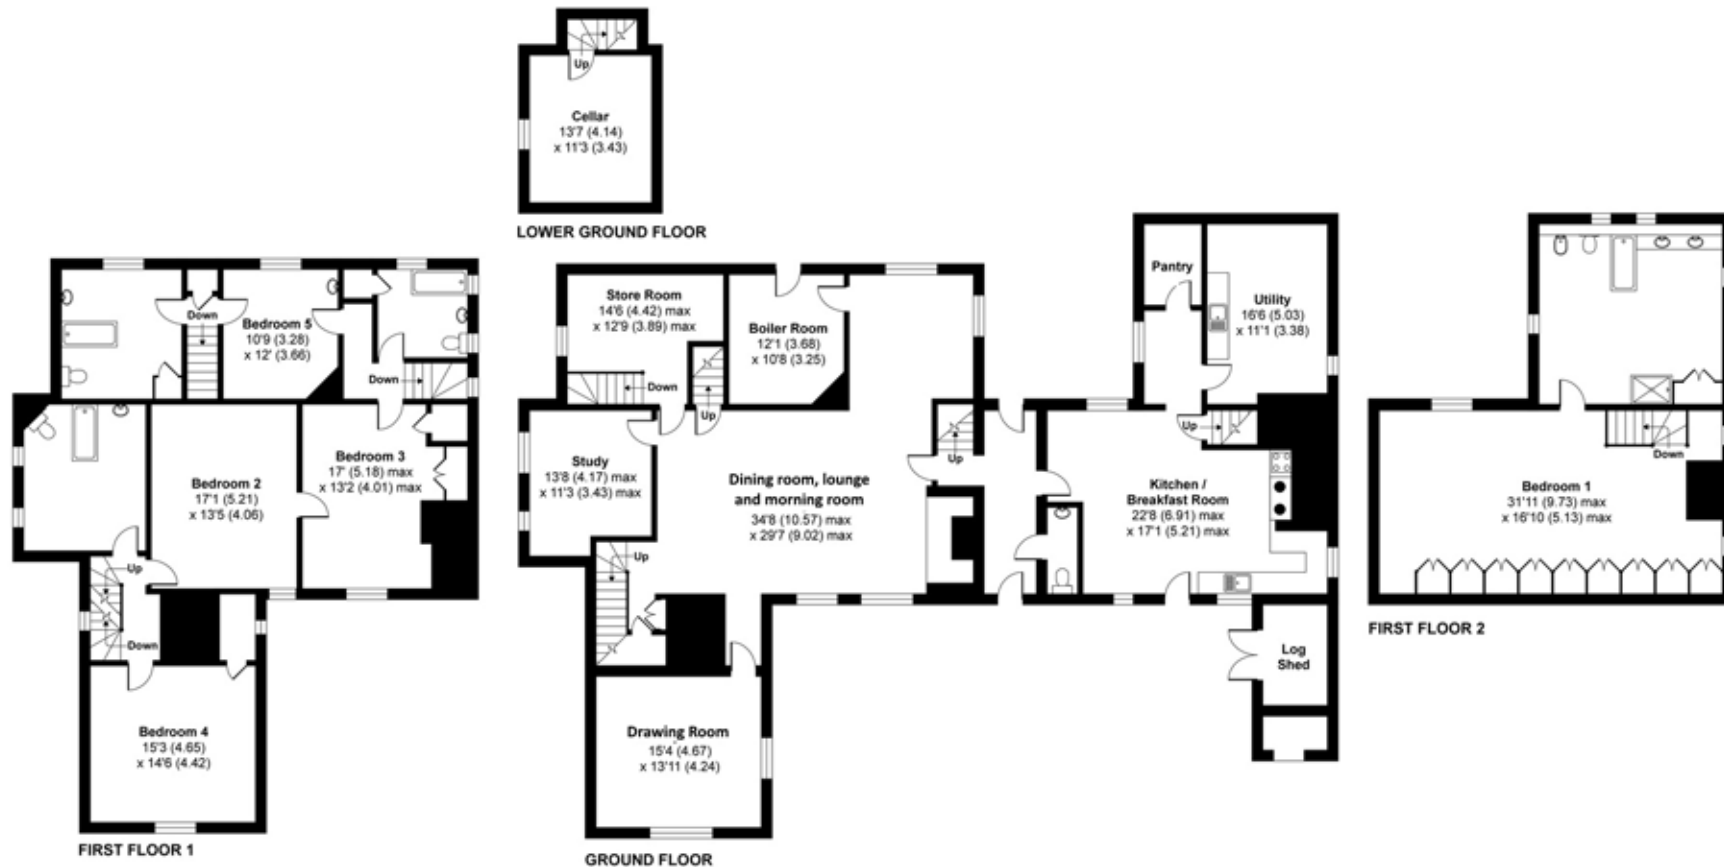 Up
Cellar
13'7 (4.14)
x 11'3 (3.43)
LOWER GROUND FLOOR
Down
Bedroom 5
10'9 (3.28)
x 12' (3.66)
Down
Bedroom 3
17' (5.18) max
x 13'2 (4.01) max
Bedroom 2
17'1 (5.21)
x 13'5 (4.06)
Up
Down
Bedroom 4
15'3 (4.65)
x 14'6 (4.42)
FIRST FLOOR 1
Store Room
14'6 (4.42) max
x 12'9 (3.89) max
Down
Up
Boiler Room
12'1 (3.68)
x 10'8 (3.25)
Study
13'8 (4.17) max
x 11'3 (3.43) max
Up
Dining room, lounge
and morning room
34'8 (10.57) max
x 29'7 (9.02) max
Up
Drawing Room
15'4 (4.67)
x 13'11 (4.24)
GROUND FLOOR
Pantry
Utility
16'6 (5.03)
x 11'1 (3.38)
Up
Kitchen /
Breakfast Room
22'8 (6.91) max
x 17'1 (5.21) max
Log
Shed
Down
Bedroom 1
31'11 (9.73) max
x 16'10 (5.13) max
FIRST FLOOR 2